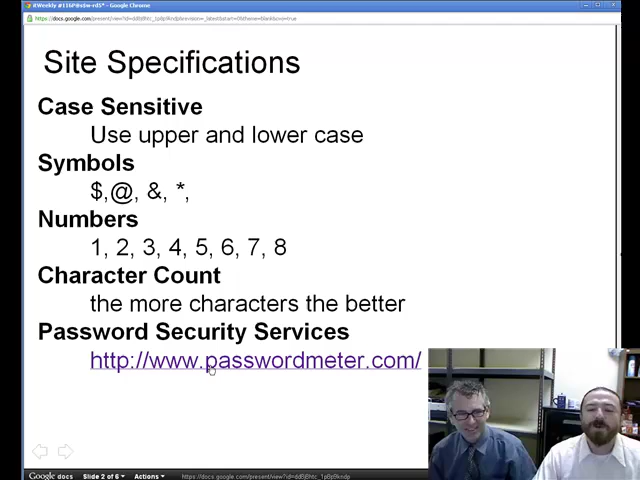 Site Specifications
Case Sensitive
Use upper and lower case
Symbols
$,@, &, *,
Numbers
1, 2, 3, 4, 5, 6, 7, 8
Character Count
the more characters the better
Password Security Services
http://www.passwordmeter.com/
Google docs Slide 2 of 6 Actions